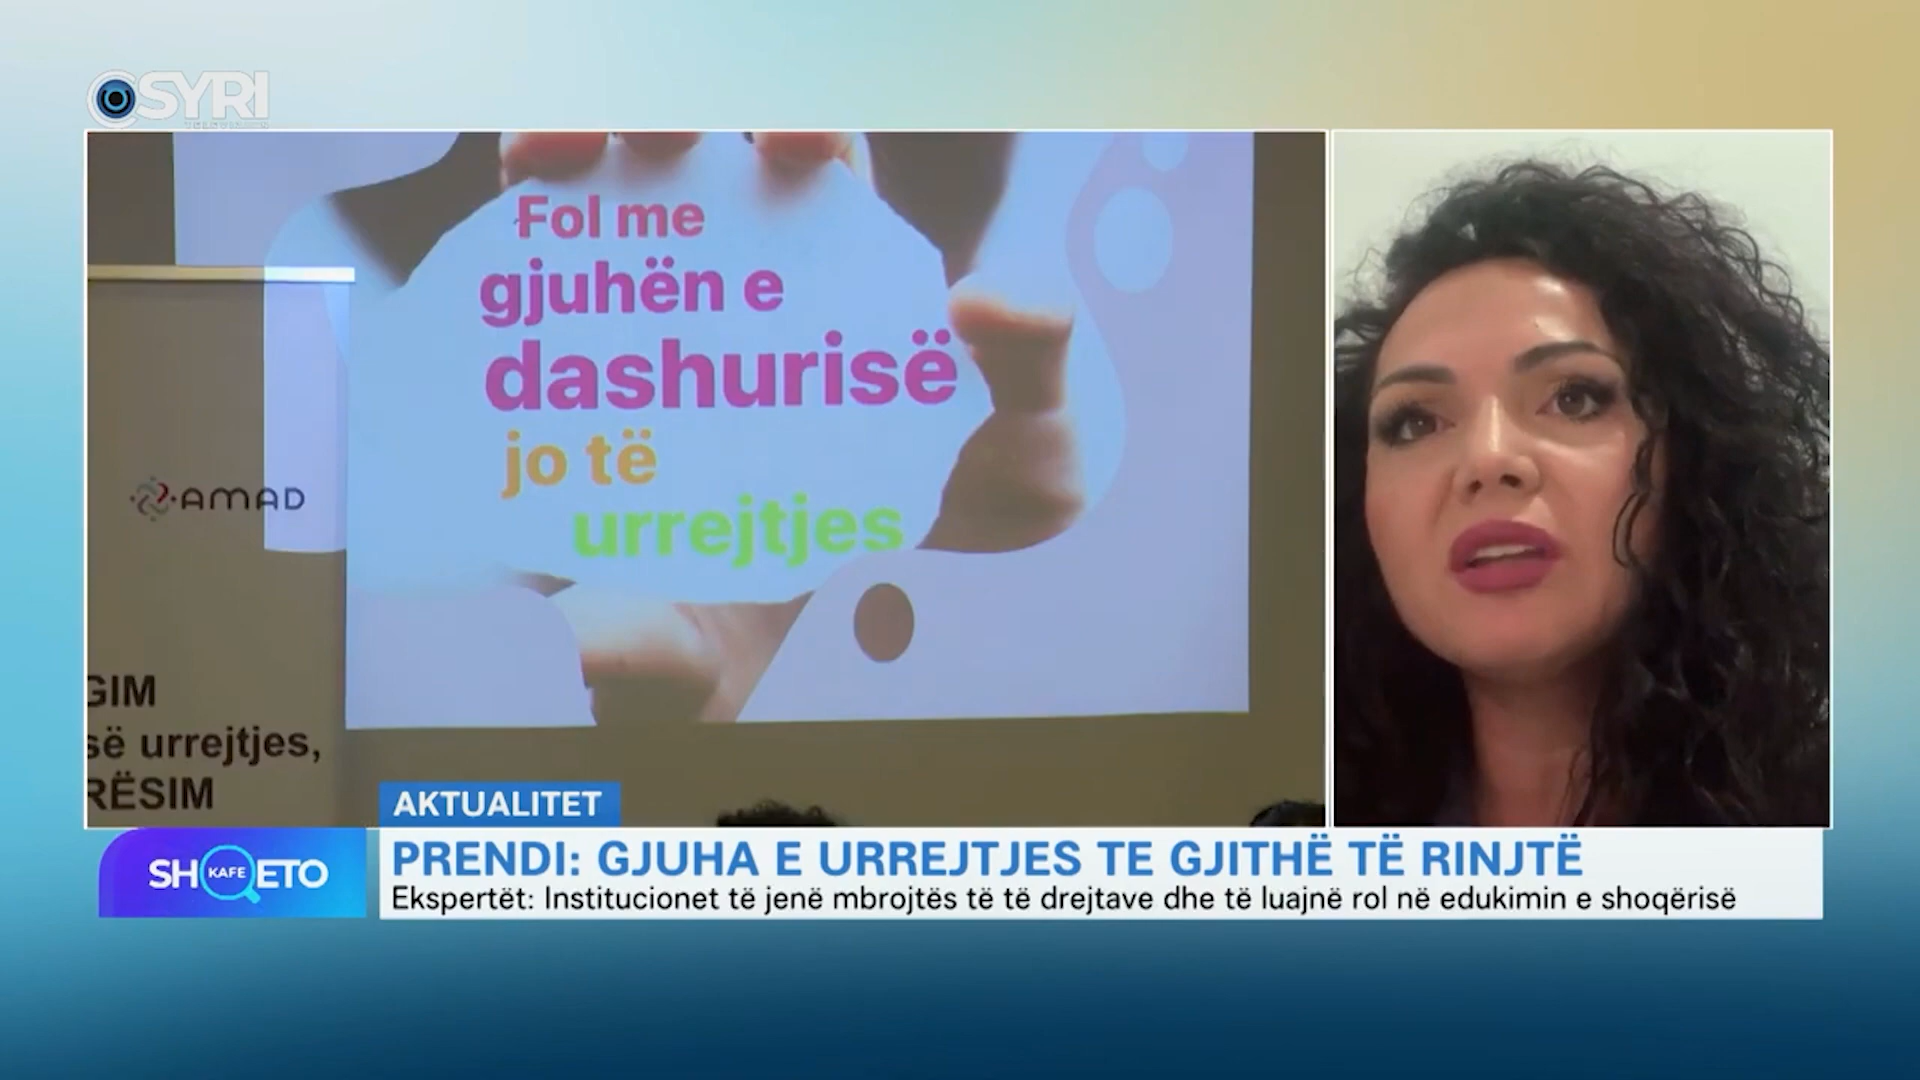 SYRI
TELEVIZION
Fol me
gjuhën e
dashurisë
jo të
urrejtjes
AMAD
GIM
së urrejtjes,
RËSIM
AKTUALITET
SH KAFE ETO
PRENDI: GJUHA E URREJTJES TE GJITHË TË RINJTË
Ekspertët: Institucionet të jenë mbrojtës të të drejtave dhe të luajnë rol në edukimin e shoqërisë